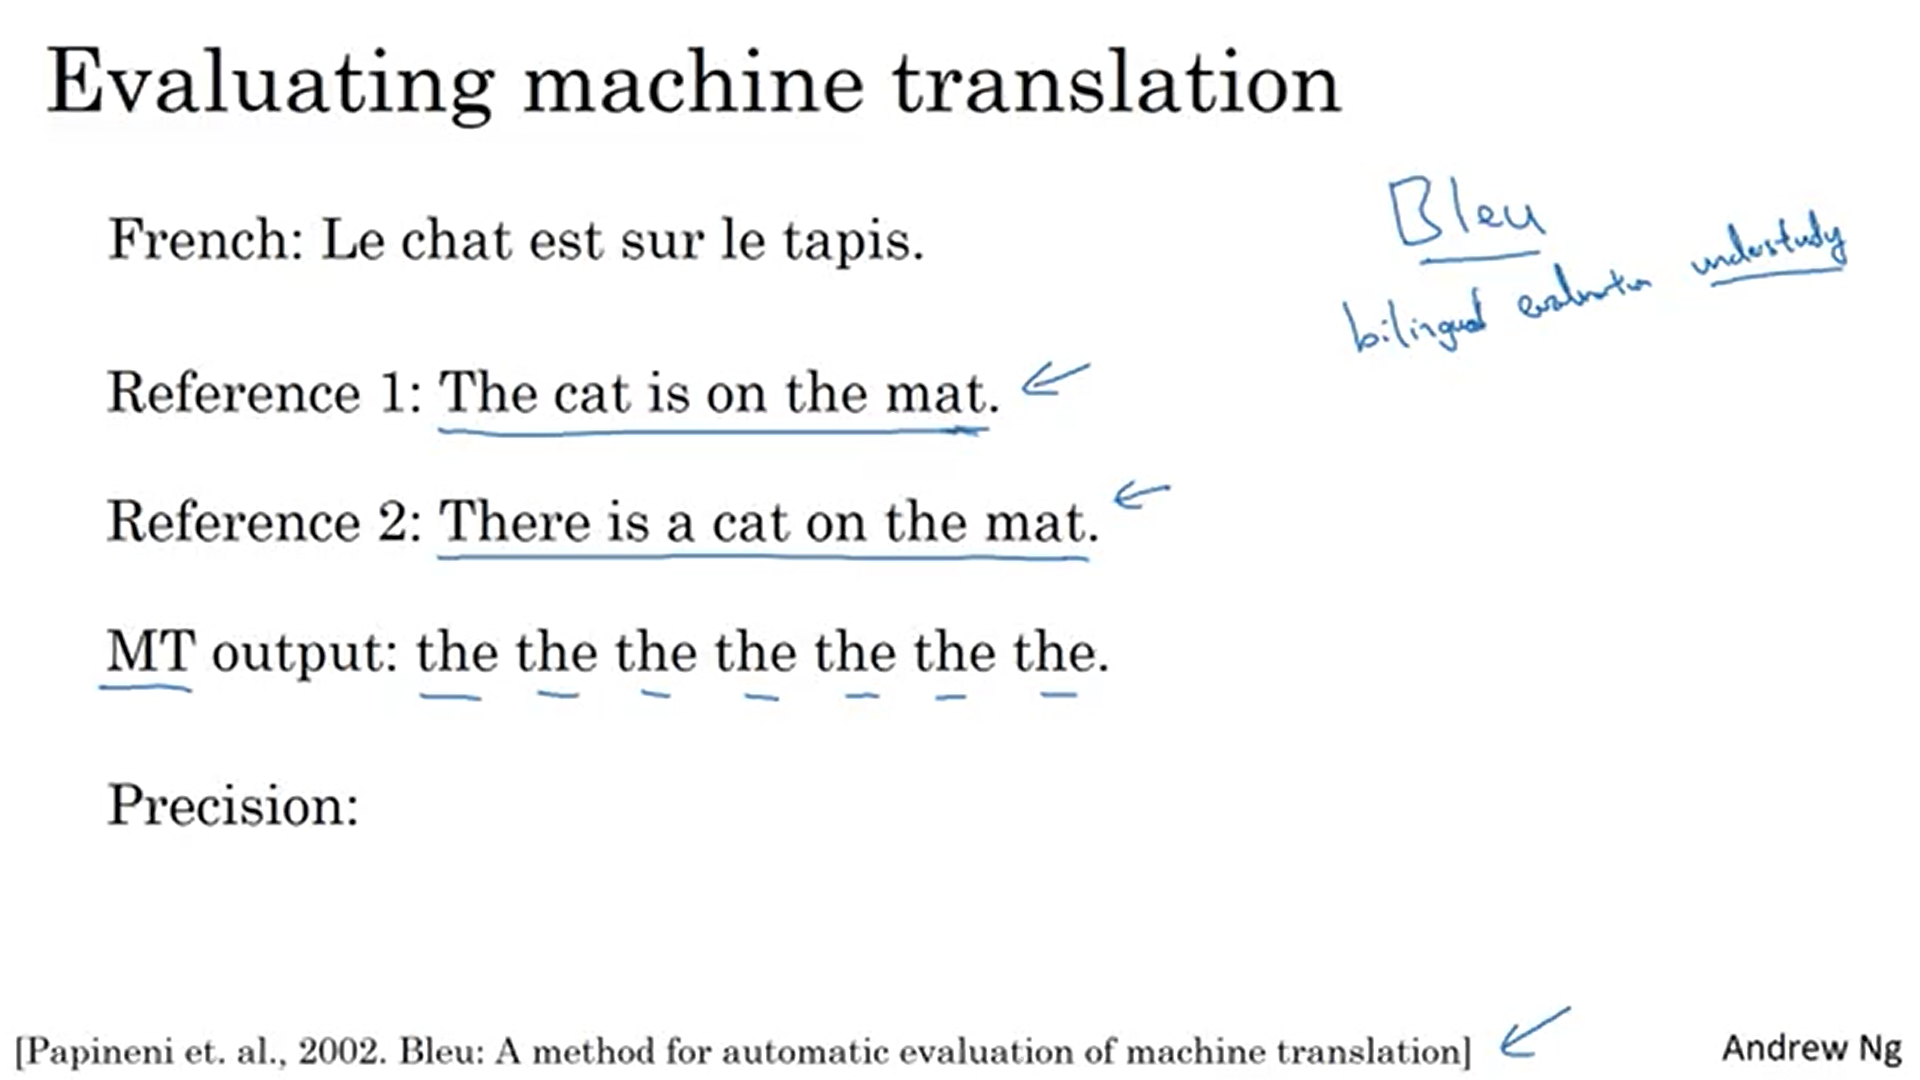 Evaluating machine translation
French: Le chat est sur le tapis.
Bleu
bilingual evaluation understudy
Reference 1: The cat is on the mat.
Reference 2: There is a cat on the mat.
MT output: the the the the the the the.
Precision:
[Papineni et. al., 2002. Bleu: A method for automatic evaluation of machine translation]
Andrew Ng